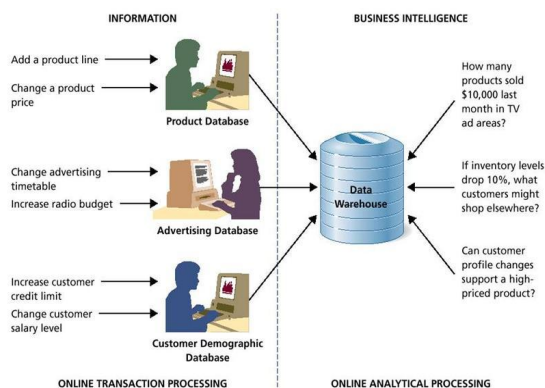 INFORMATION
BUSINESS INTELLIGENCE
Add a product line
Change a product
price
Product Database
Change advertising
timetable
Increase radio budget
Advertising Database
Increase customer
credit limit
Change customer
salary level
Customer Demographic
Database
Data
Warehouse
How many
products sold
$10,000 last
month in TV
ad areas?
If inventory levels
drop 10%, what
customers might
shop elsewhere?
Can customer
profile changes
support a high-
priced product?
ONLINE TRANSACTION PROCESSING
ONLINE ANALYTICAL PROCESSING